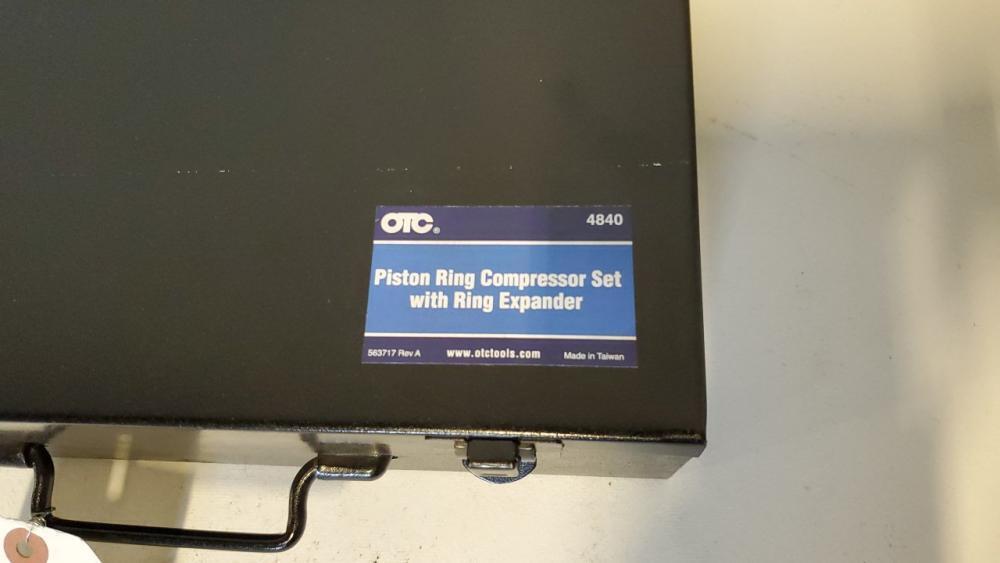 OTC® 4840
Piston Ring Compressor Set
with Ring Expander
563717 Rev A www.otctools.com Made in Taiwan